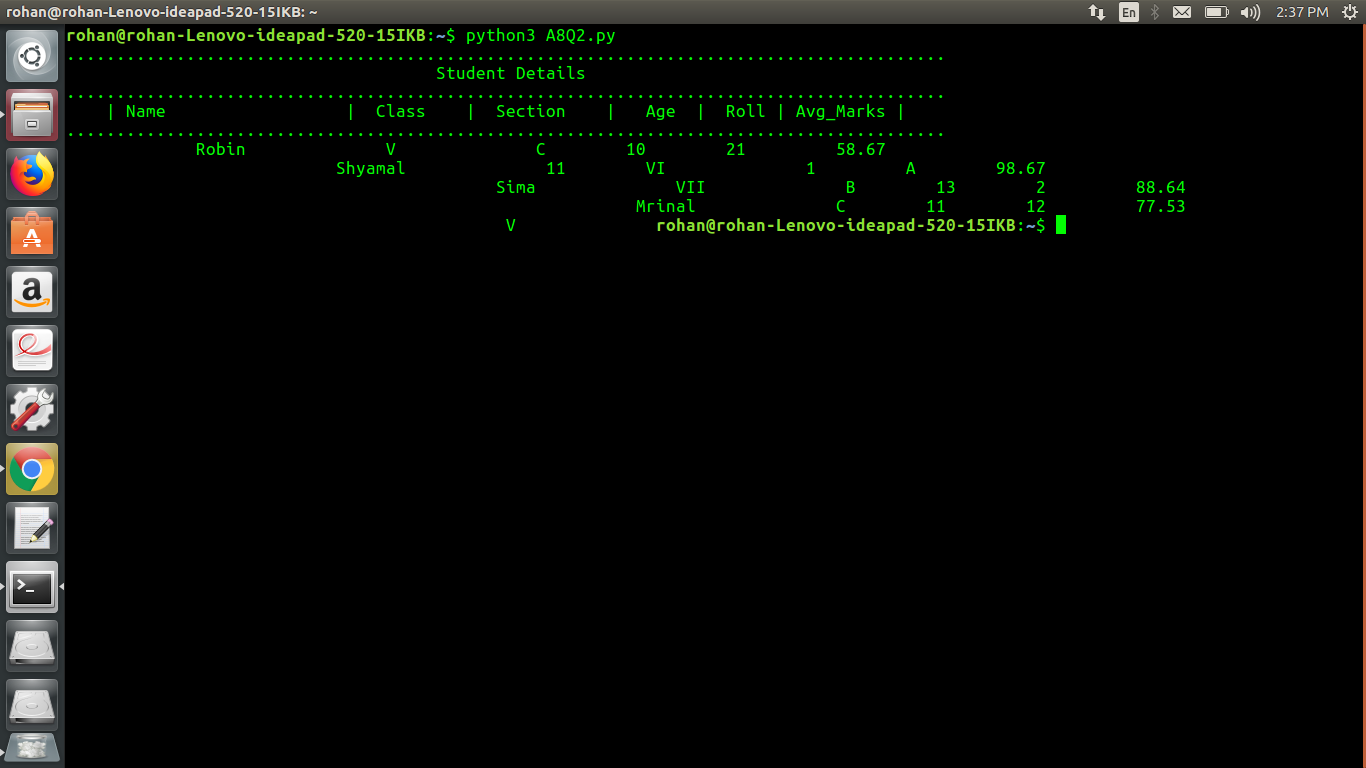 rohan@rohan-Lenovo-ideapad-520-15IKB: ~ En 2:37 PM
rohan@rohan-Lenovo-ideapad-520-15IKB:~$ python3 A8Q2.py
........................................................................................
Student Details
........................................................................................
| Name | Class | Section | Age | Roll | Avg_Marks |
........................................................................................
Robin V C 10 21 58.67
Shyamal 11 VI 1 A 98.67
Sima VII B 13 2 88.64
Mrinal C 11 12 77.53
V rohan@rohan-Lenovo-ideapad-520-15IKB:~$